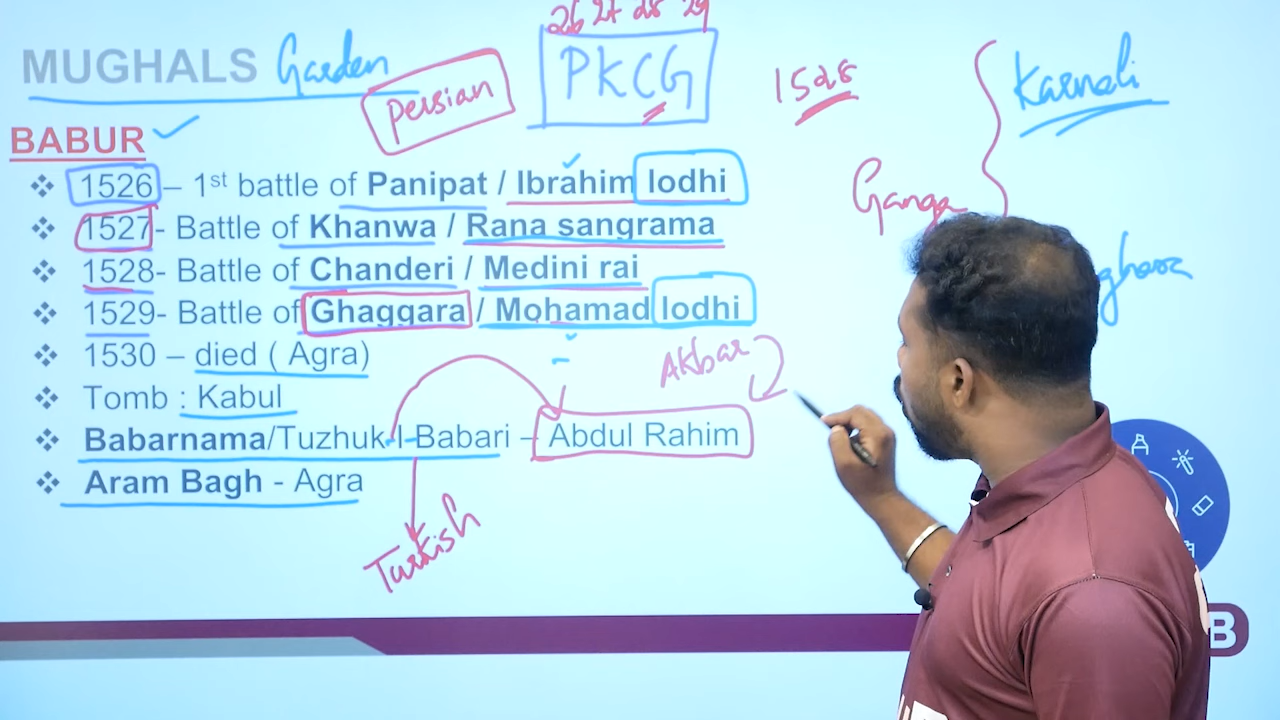 26 27 28 29
MUGHALS Garden
Persian
PKCG
1528
Karnali
BABUR
❖ 1526 – 1st battle of Panipat / Ibrahim lodhi
Ganga
❖ 1527- Battle of Khanwa / Rana sangrama
❖ 1528- Battle of Chanderi / Medini rai
❖ 1529- Battle of Ghaggara / Mohamad lodhi
❖ 1530 – died ( Agra)
Akbar
❖ Tomb : Kabul
❖ Babarnama/Tuzhuk-I-Babari – Abdul Rahim
❖ Aram Bagh - Agra
Turkish
B